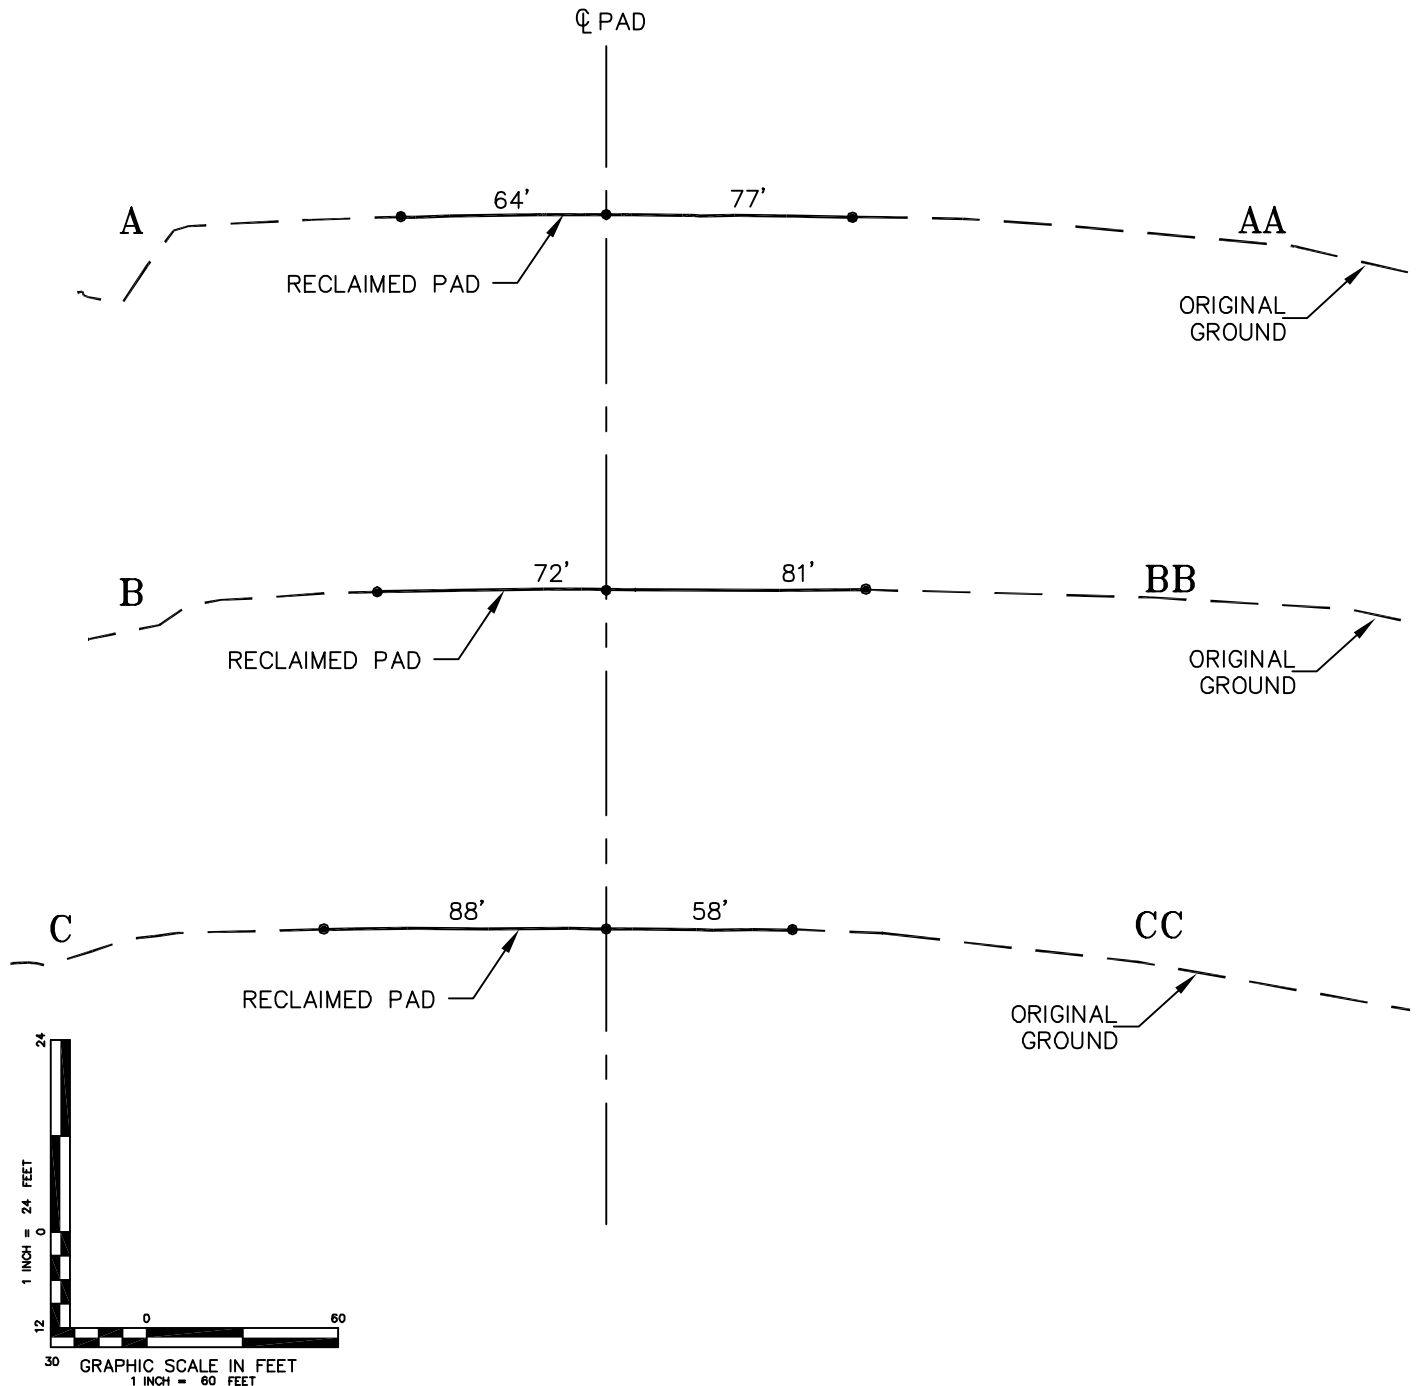 ℄ PAD
64' 77'
A AA
RECLAIMED PAD
ORIGINAL
GROUND
72' 81'
B BB
RECLAIMED PAD
ORIGINAL
GROUND
88' 58'
C CC
RECLAIMED PAD
ORIGINAL
GROUND
24
1 INCH = 24 FEET
0
12
0 60
30
GRAPHIC SCALE IN FEET
1 INCH = 60 FEET